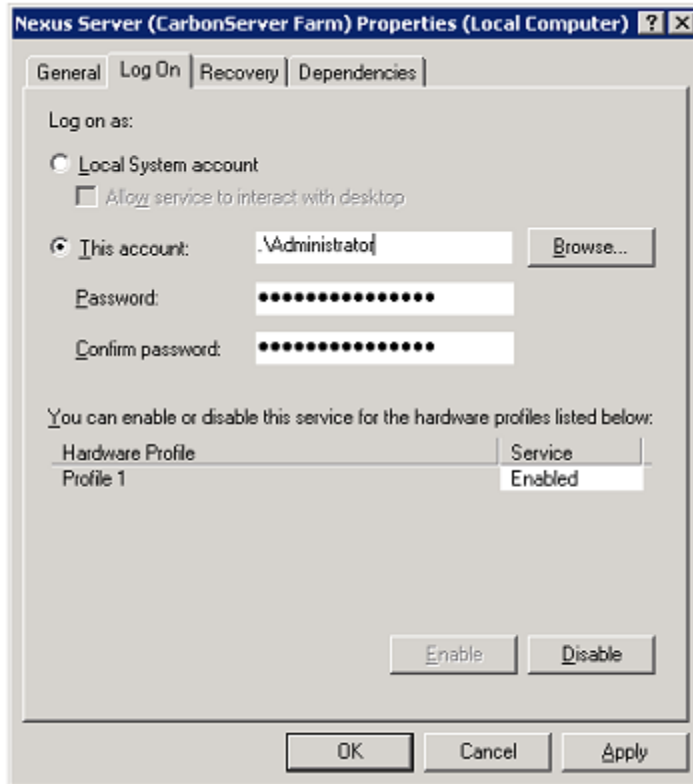 Nexus Server (CarbonServer Farm) Properties (Local Computer)
General Log On Recovery Dependencies
Log on as:
Local System account
Allow service to interact with desktop
This account: .\Administrator Browse...
Password: •••••••••••••••
Confirm password: •••••••••••••••
You can enable or disable this service for the hardware profiles listed below:
Hardware Profile Service
Profile 1 Enabled
Enable Disable
OK Cancel Apply